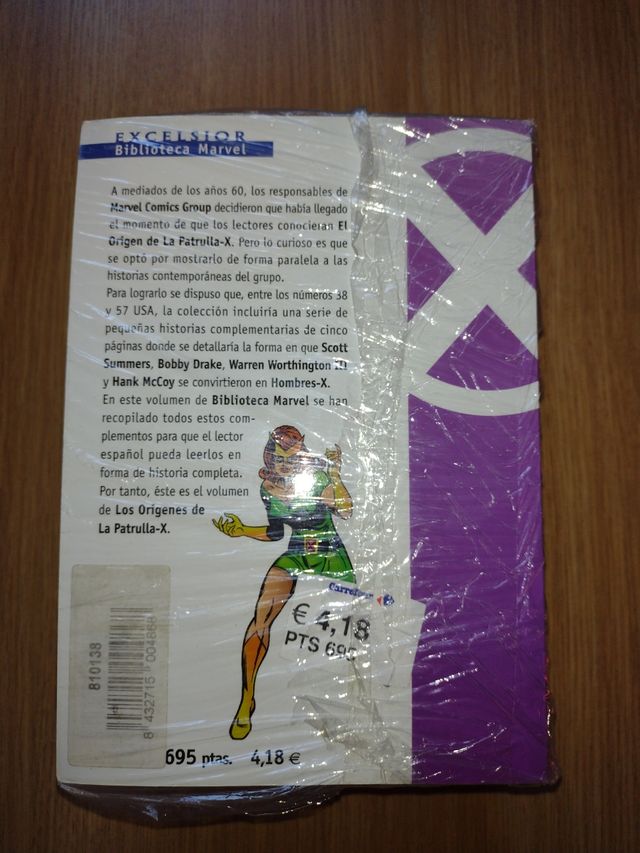 EXCELSIOR
Biblioteca Marvel
A mediados de los años 60, los responsables de
Marvel Comics Group decidieron que había llegado
el momento de que los lectores conocieran El
Origen de La Patrulla-X. Pero lo curioso es que
se optó por mostrarlo de forma paralela a las
historias contemporáneas del grupo.
Para lograrlo se dispuso que, entre los números 38
y 57 USA, la colección incluiría una serie de
pequeñas historias complementarias de cinco
páginas donde se detallaría la forma en que Scott
Summers, Bobby Drake, Warren Worthington III
y Hank McCoy se convirtieron en Hombres-X.
En este volumen de Biblioteca Marvel se han
recopilado todos estos com-
plementos para que el lector
español pueda leerlos en
forma de historia completa.
Por tanto, éste es el volumen
de Los Orígenes de
La Patrulla-X.
Carrefour
€ 4,18
PTS 695
810138
8 432715 004868
695 ptas. 4,18 €